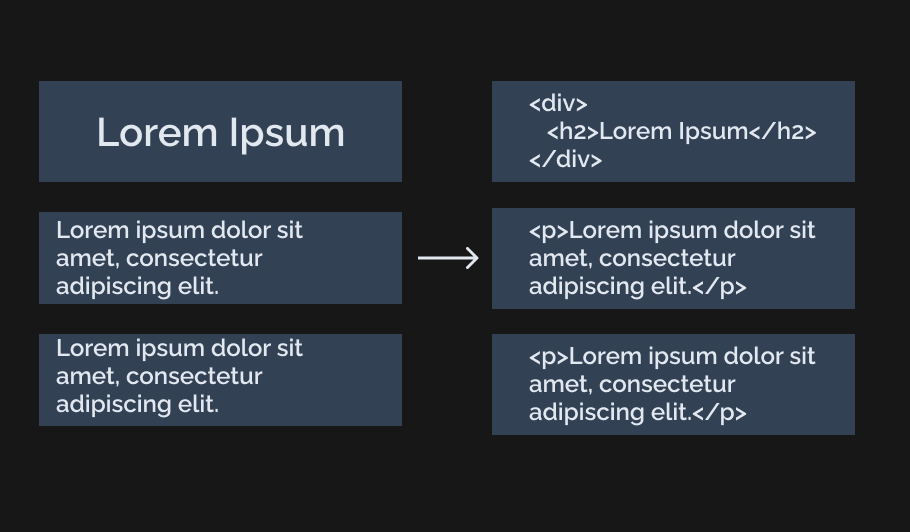 Lorem Ipsum
Lorem ipsum dolor sit
amet, consectetur
adipiscing elit.
Lorem ipsum dolor sit
amet, consectetur
adipiscing elit.
<div>
<h2>Lorem Ipsum</h2>
</div>
<p>Lorem ipsum dolor sit
amet, consectetur
adipiscing elit.</p>
<p>Lorem ipsum dolor sit
amet, consectetur
adipiscing elit.</p>